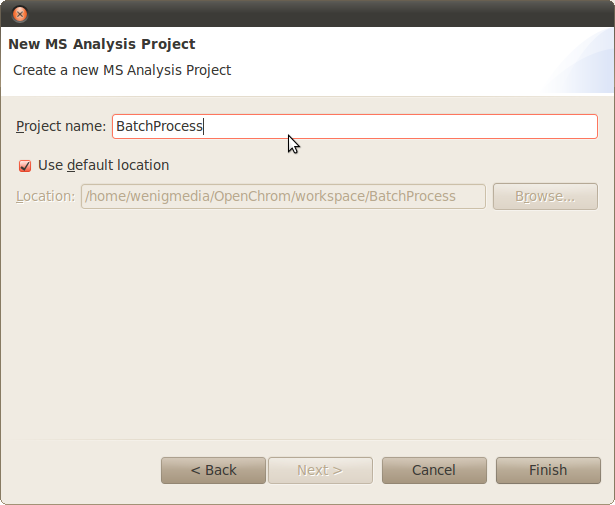 New MS Analysis Project
Create a new MS Analysis Project
Project name: BatchProcess
Use default location
Location: /home/wenigmedia/OpenChrom/workspace/BatchProcess Browse...
< Back Next > Cancel Finish